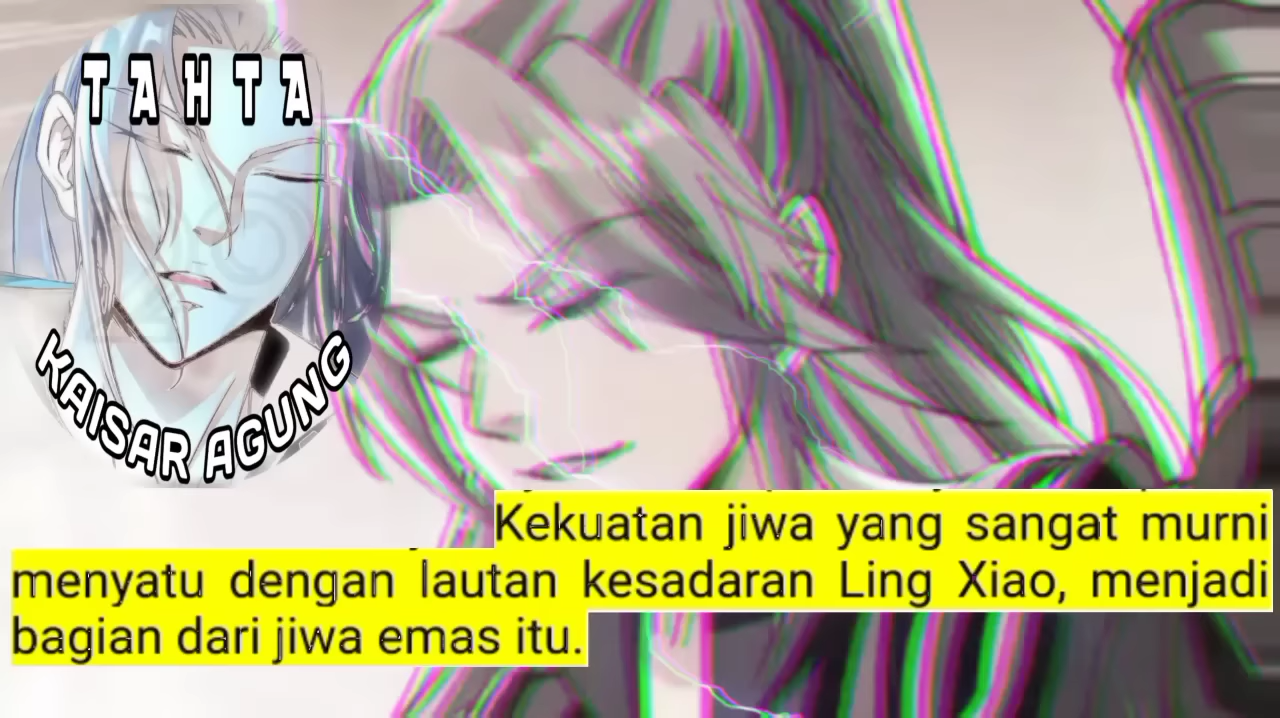 TAHTA
KAISAR AGUNG
Kekuatan jiwa yang sangat murni
menyatu dengan lautan kesadaran Ling Xiao, menjadi
bagian dari jiwa emas itu.